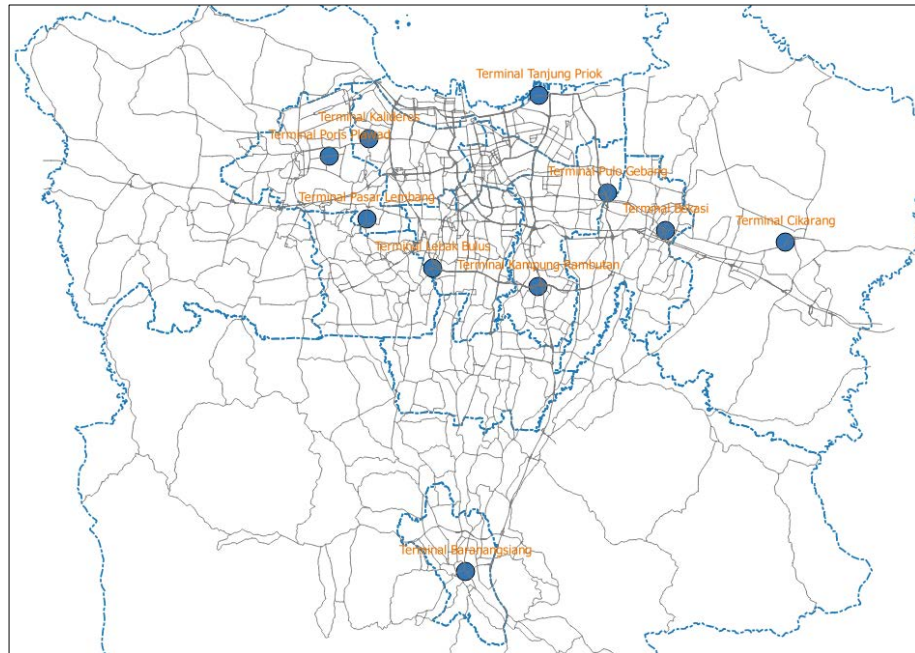 Terminal Tanjung Priok
Terminal Kalideres
Terminal Poris Plawad
Terminal Pulo Gebang
Terminal Pasar Lembang
Terminal Bekasi
Terminal Cikarang
Terminal Lebak Bulus
Terminal Kampung Rambutan
Terminal Baranangsiang